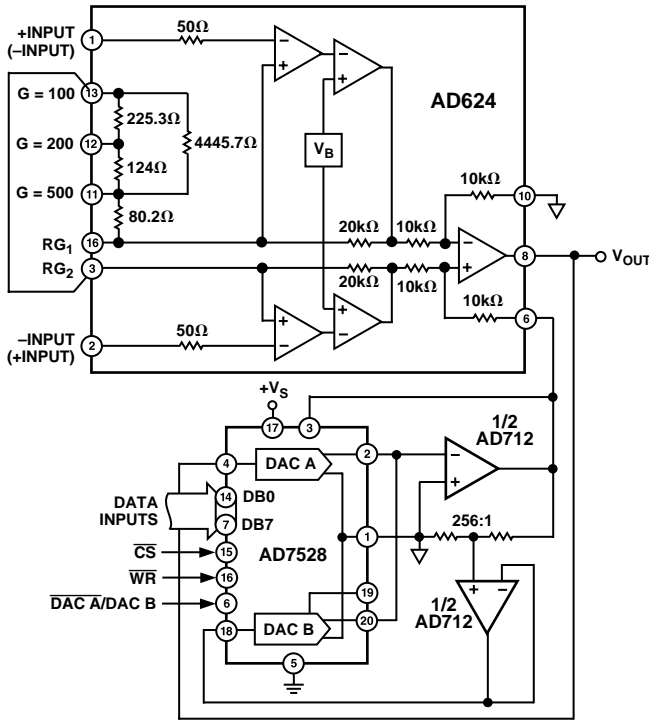 +INPUT
(–INPUT)
1
50Ω
AD624
G = 100
13
225.3Ω
G = 200
12
4445.7Ω
124Ω
G = 500
11
80.2Ω
V_B
10kΩ
10
RG₁
16
20kΩ
10kΩ
8
V_OUT
RG₂
3
20kΩ
10kΩ
10kΩ
6
50Ω
–INPUT
(+INPUT)
2
+V_S
17
3
1/2
AD712
4
DAC A
2
DATA
INPUTS
14
DB0
7
DB7
1
256:1
CS
15
AD7528
WR
16
19
DAC A/DAC B
6
20
1/2
AD712
18
DAC B
5